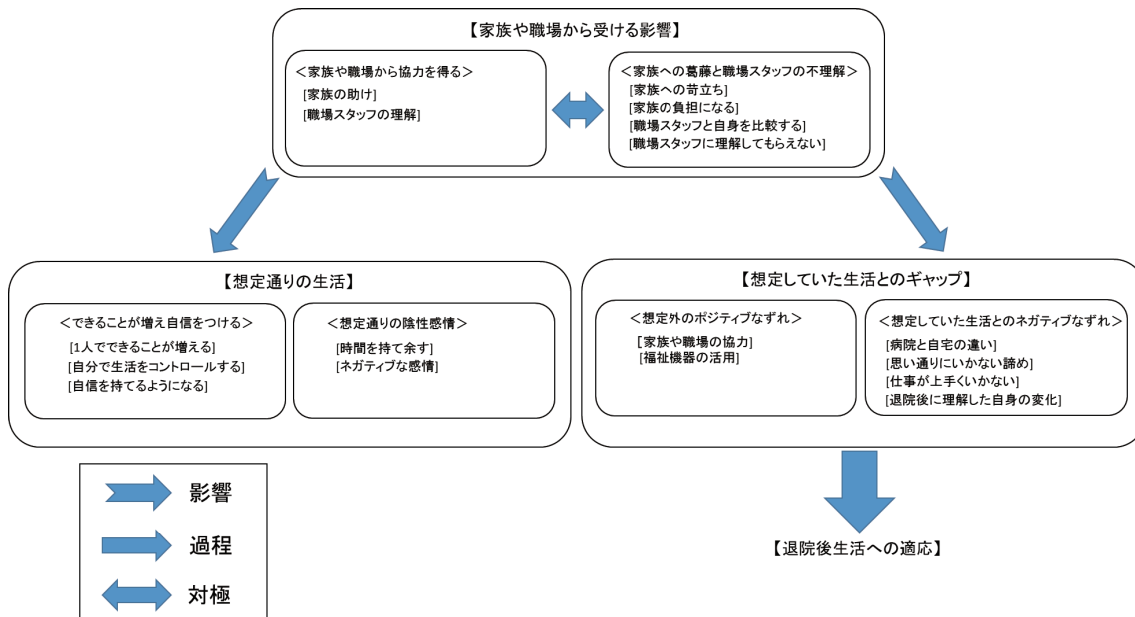 【家族や職場から受ける影響】
＜家族や職場から協力を得る＞
[家族の助け]
[職場スタッフの理解]
＜家族への葛藤と職場スタッフの不理解＞
[家族への苛立ち]
[家族の負担になる]
[職場スタッフと自身を比較する]
[職場スタッフに理解してもらえない]
【想定通りの生活】
＜できることが増え自信をつける＞
[1人でできることが増える]
[自分で生活をコントロールする]
[自信を持てるようになる]
＜想定通りの陰性感情＞
[時間を持て余す]
[ネガティブな感情]
【想定していた生活とのギャップ】
＜想定外のポジティブなずれ＞
[家族や職場の協力]
[福祉機器の活用]
＜想定していた生活とのネガティブなずれ＞
[病院と自宅の違い]
[思い通りにいかない諦め]
[仕事が上手くいかない]
[退院後に理解した自身の変化]
【退院後生活への適応】
影響
過程
対極